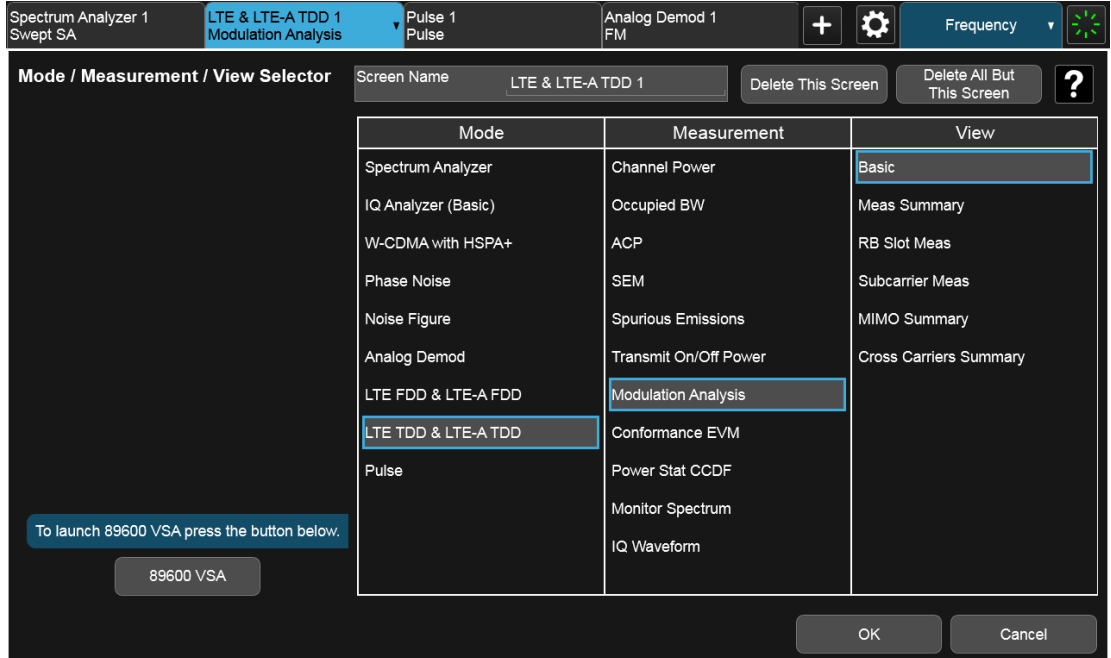 Spectrum Analyzer 1
Swept SA
LTE & LTE-A TDD 1
Modulation Analysis
Pulse 1
Pulse
Analog Demod 1
FM
+
Frequency
Mode / Measurement / View Selector
Screen Name
LTE & LTE-A TDD 1
Delete This Screen
Delete All But
This Screen
?
Mode
Spectrum Analyzer
IQ Analyzer (Basic)
W-CDMA with HSPA+
Phase Noise
Noise Figure
Analog Demod
LTE FDD & LTE-A FDD
LTE TDD & LTE-A TDD
Pulse
Measurement
Channel Power
Occupied BW
ACP
SEM
Spurious Emissions
Transmit On/Off Power
Modulation Analysis
Conformance EVM
Power Stat CCDF
Monitor Spectrum
IQ Waveform
View
Basic
Meas Summary
RB Slot Meas
Subcarrier Meas
MIMO Summary
Cross Carriers Summary
To launch 89600 VSA press the button below.
89600 VSA
OK
Cancel